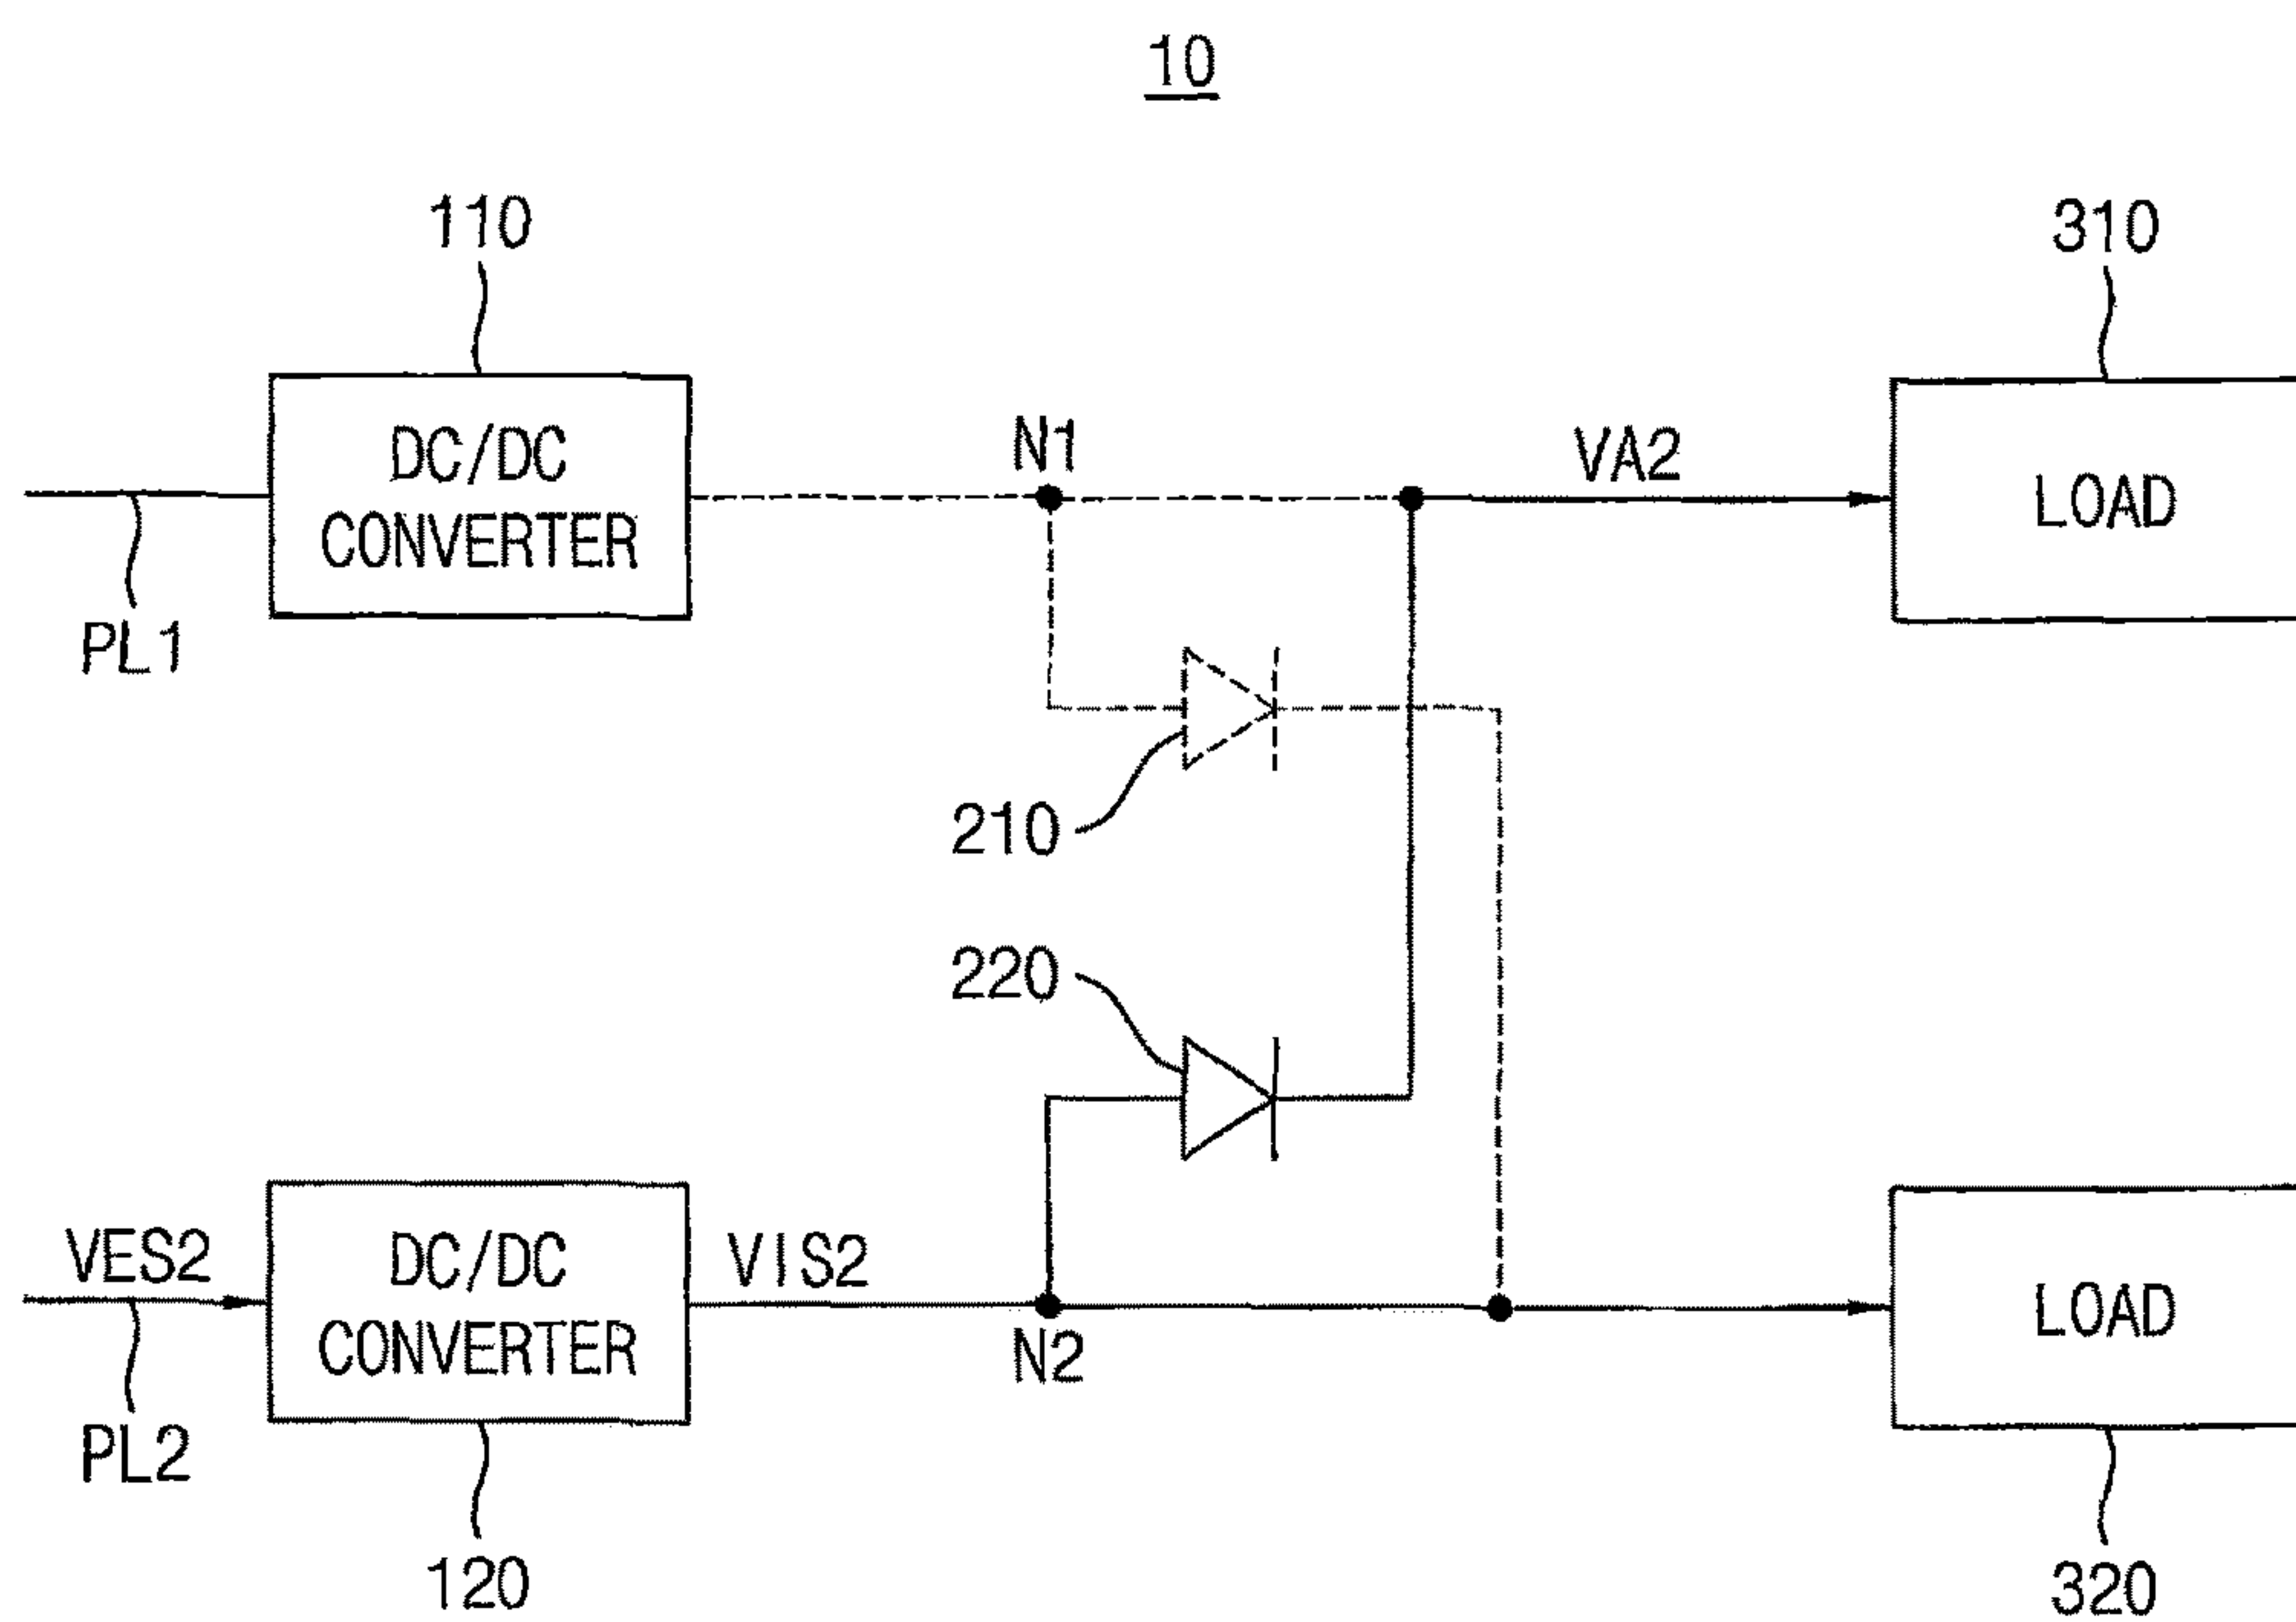 10
110
310
DC/DC
CONVERTER
N1
VA2
LOAD
PL1
210
220
VES2
DC/DC
CONVERTER
VIS2
N2
LOAD
PL2
120
320